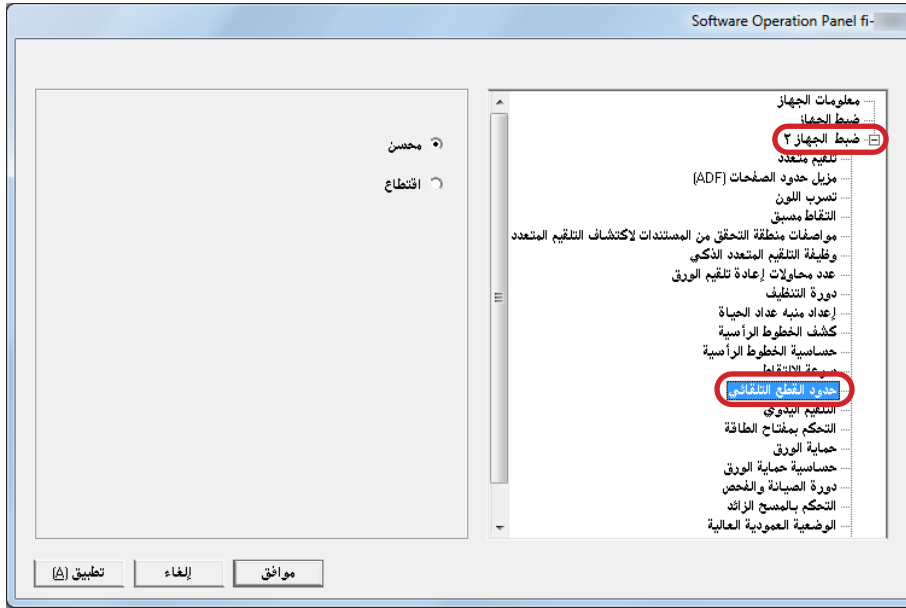 Software Operation Panel fi-
معلومات الجهاز
ضبط الجهاز
ضبط الجهاز ٢
تلقيم متعدد
مزيل حدود الصفحات (ADF)
تسرب اللون
التقاط مسبق
مواصفات منطقة التحقق من المستندات لاكتشاف التلقيم المتعدد
وظيفة التلقيم المتعدد الذكي
عدد محاولات إعادة تلقيم الورق
دورة التنظيف
إعداد منبه عداد الحياة
كشف الخطوط الرأسية
حساسية الخطوط الرأسية
سرعة الالتقاط
حدود القطع التلقائي
التلقيم اليدوي
التحكم بمفتاح الطاقة
حماية الورق
حساسية حماية الورق
دورة الصيانة والفحص
التحكم بالمسح الزائد
الوضعية العمودية العالية
محسن
اقتطاع
موافق
إلغاء
تطبيق (A)